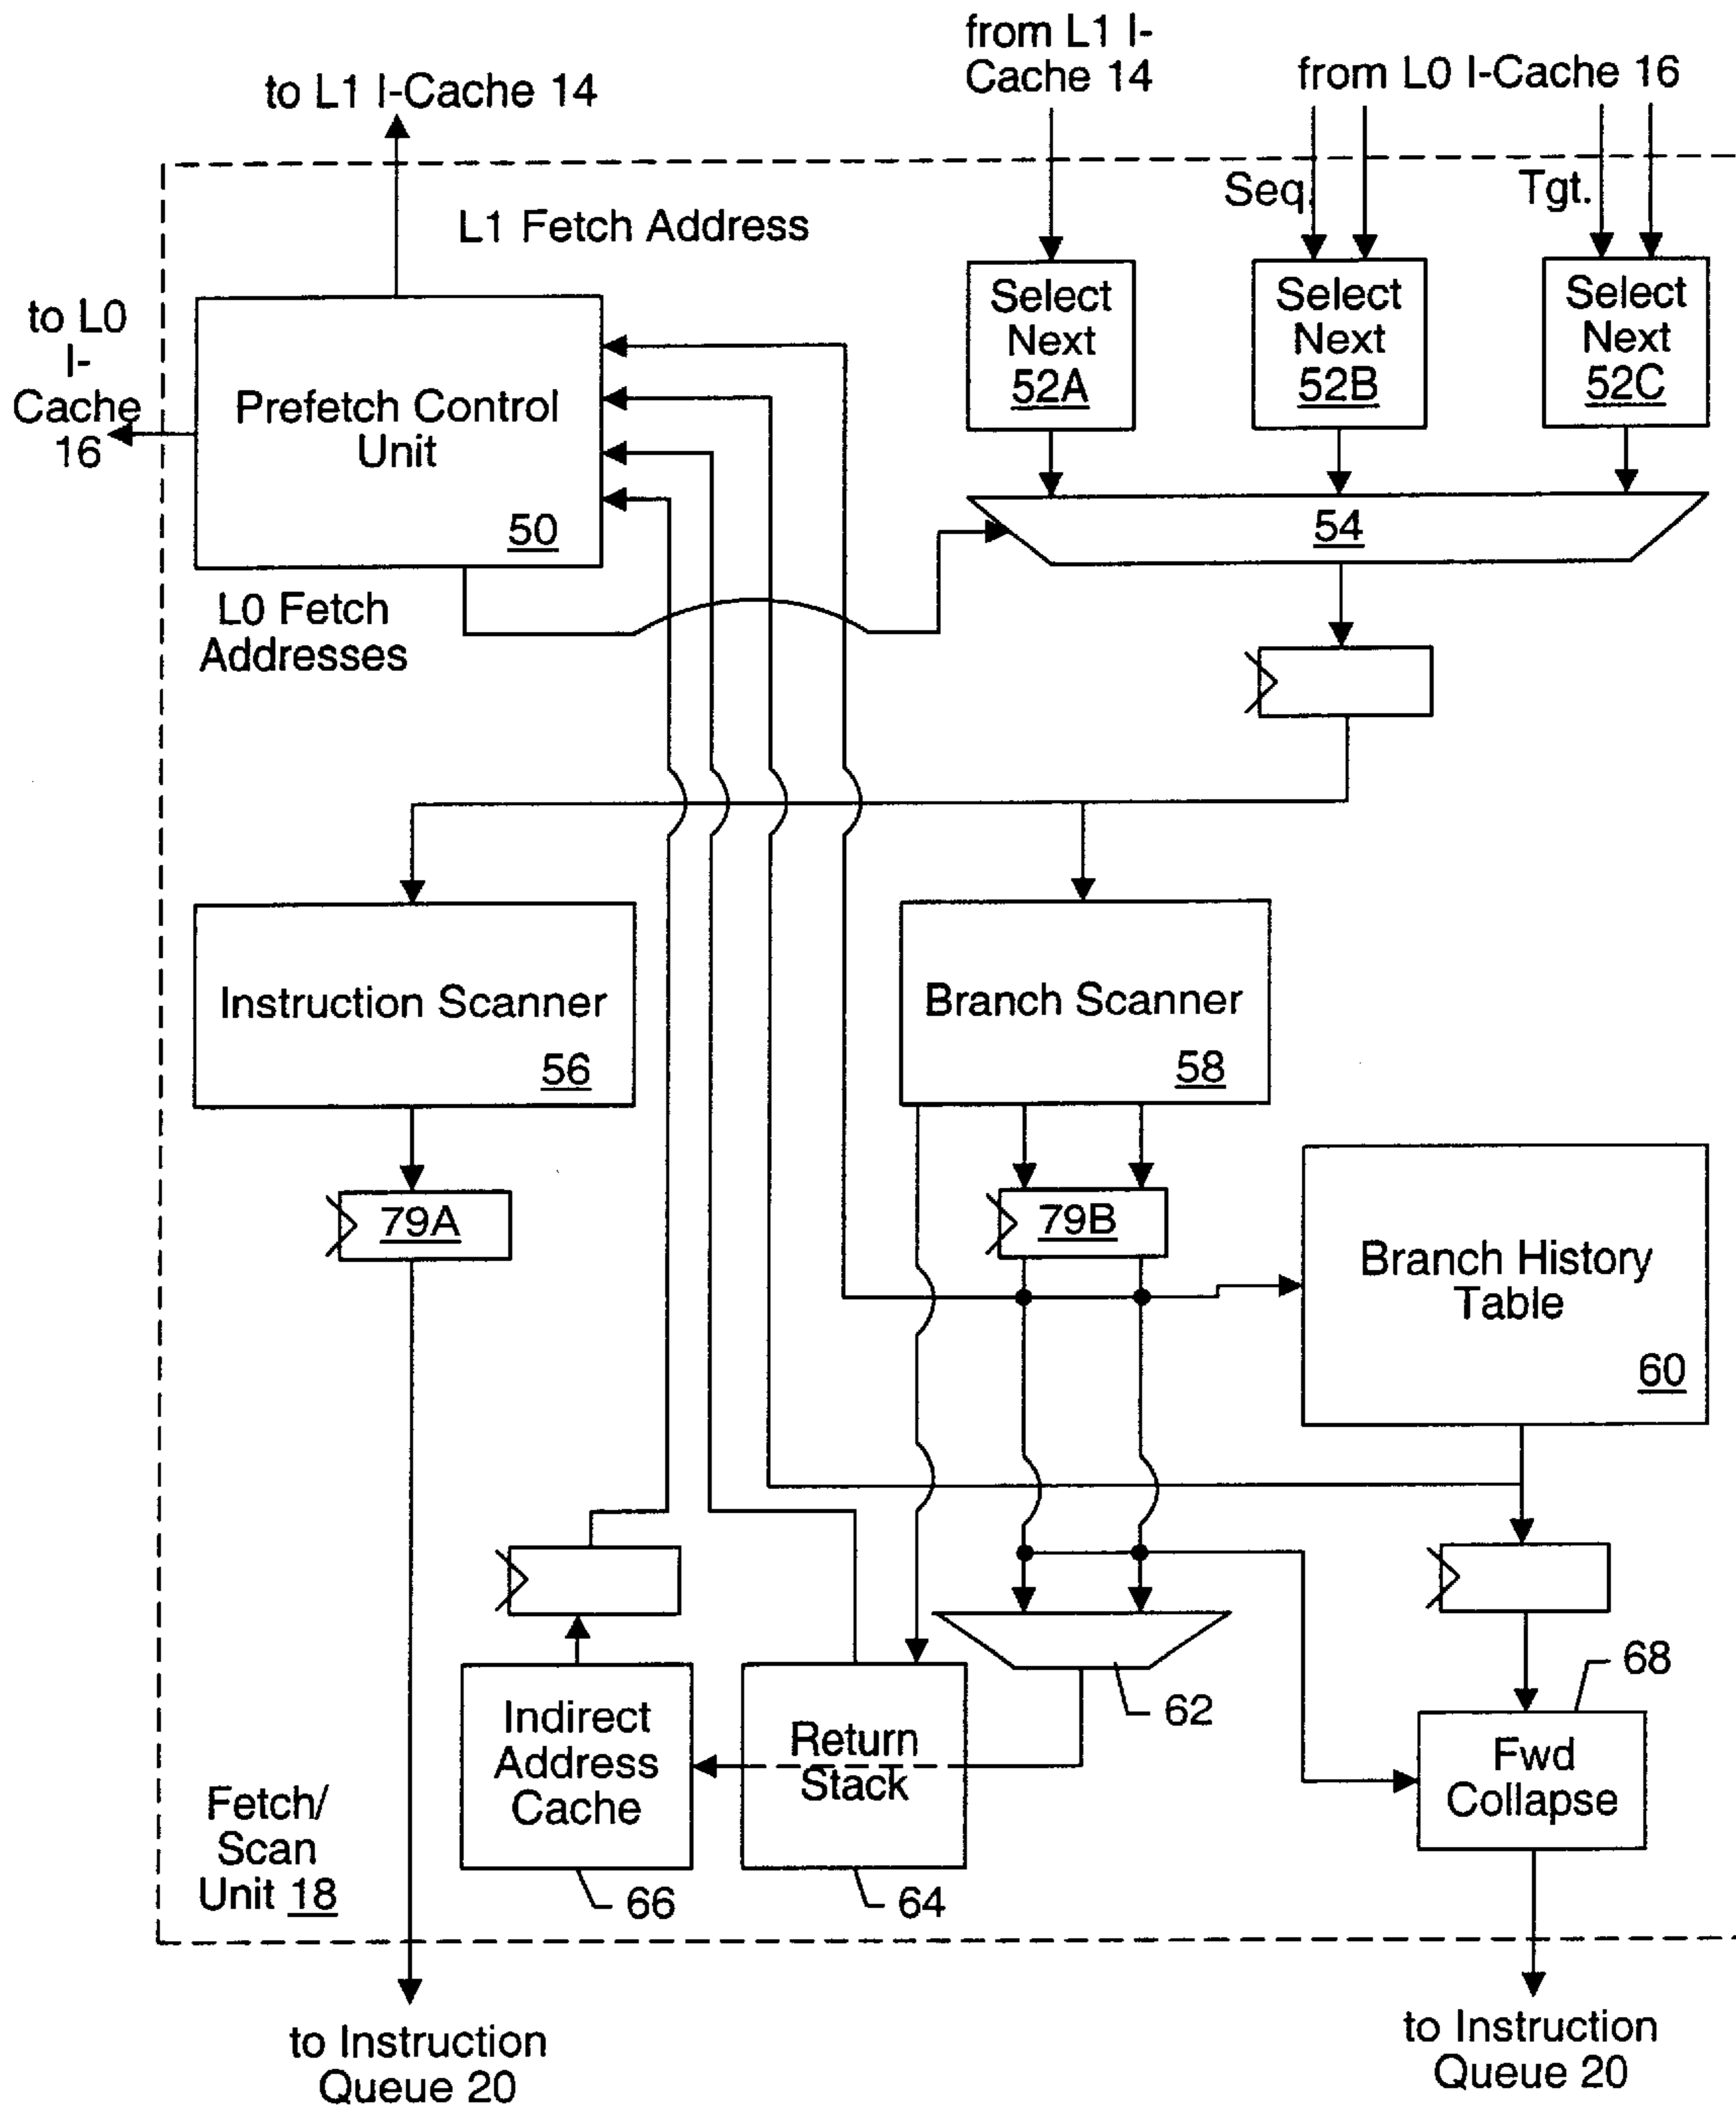 from L1 I-
Cache 14
from L0 I-Cache 16
to L1 I-Cache 14
Seq.
Tgt.
L1 Fetch Address
to L0
I-
Cache
16
Prefetch Control
Unit
50
Select
Next
52A
Select
Next
52B
Select
Next
52C
54
L0 Fetch
Addresses
Instruction Scanner
56
Branch Scanner
58
79A
79B
Branch History
Table
60
62
68
Indirect
Address
Cache
66
Return
Stack
64
Fwd
Collapse
Fetch/
Scan
Unit 18
to Instruction
Queue 20
to Instruction
Queue 20